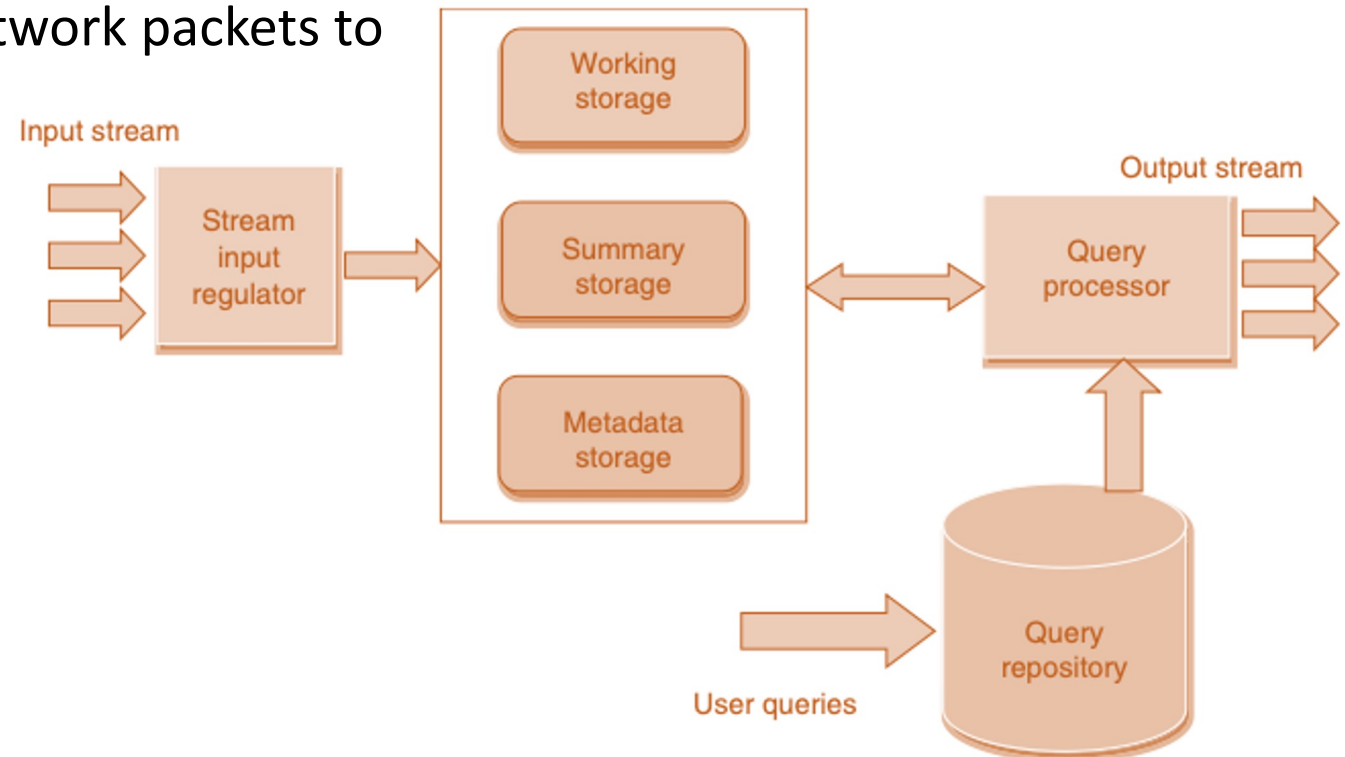 twork packets to
Input stream
Stream
input
regulator
Working
storage
Summary
storage
Metadata
storage
Output stream
Query
processor
User queries
Query
repository